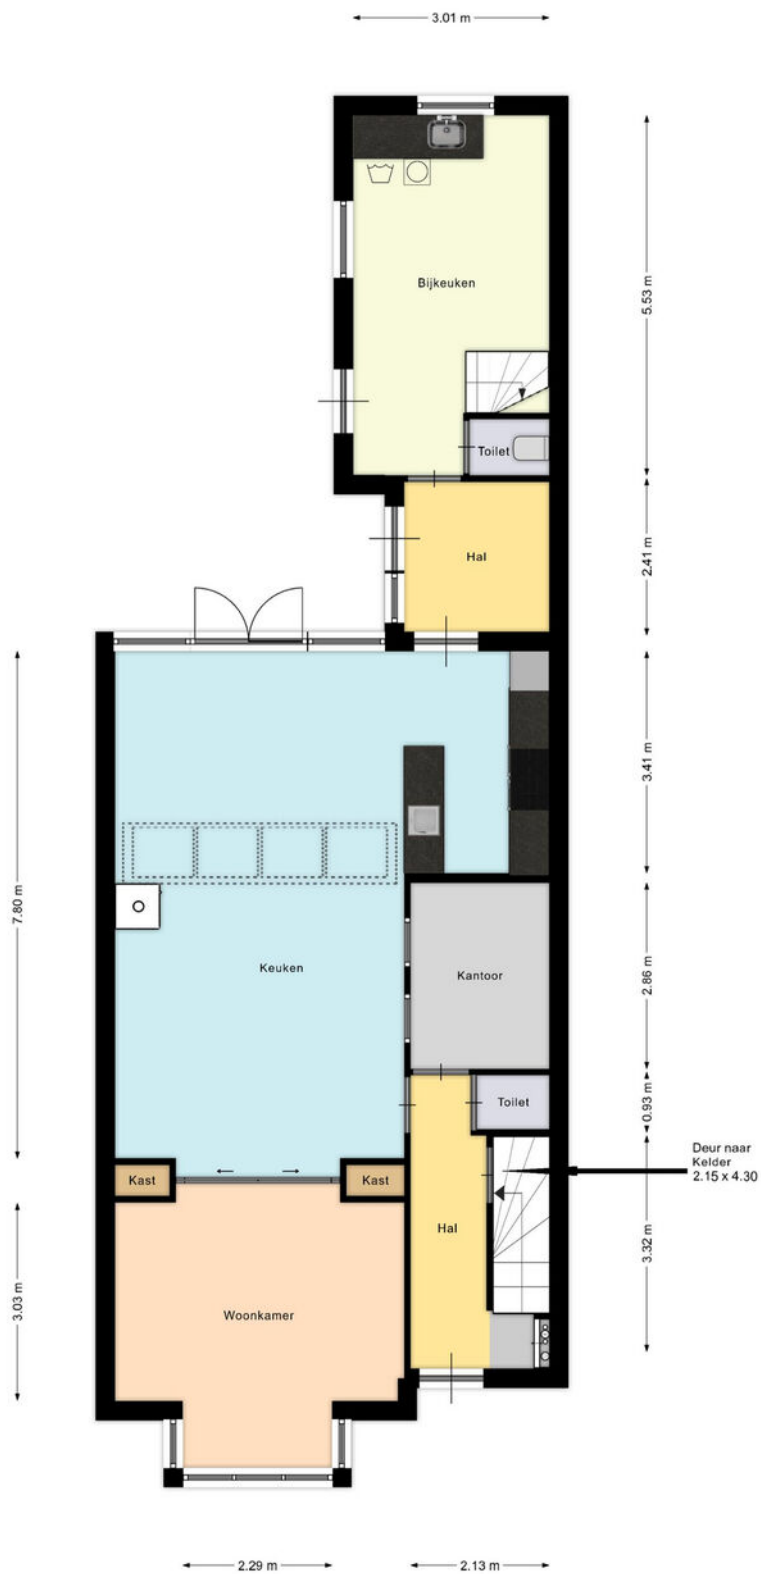 3.01 m
Bijkeuken
5.53 m
Toilet
Hal
2.41 m
3.41 m
7.80 m
Keuken
Kantoor
2.86 m
Toilet
0.93 m
Deur naar
Kelder
2.15 x 4.30
Kast
Kast
Hal
3.32 m
3.03 m
Woonkamer
2.29 m
2.13 m